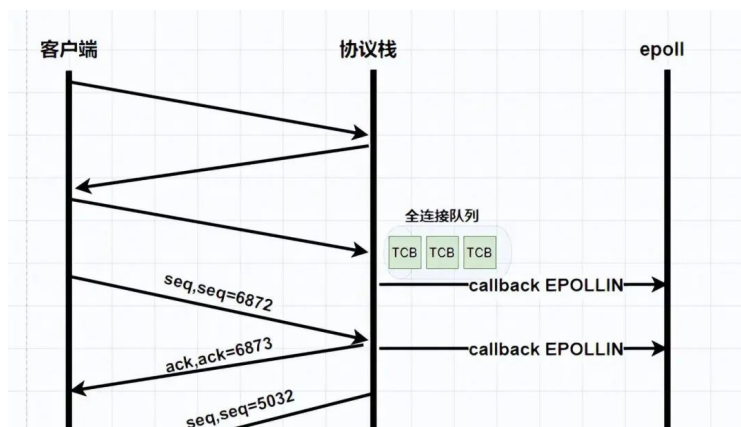 客户端 协议栈 epoll
全连接队列
TCB TCB TCB
seq,seq=6872
callback EPOLLIN
ack,ack=6873
callback EPOLLIN
seq,seq=5032